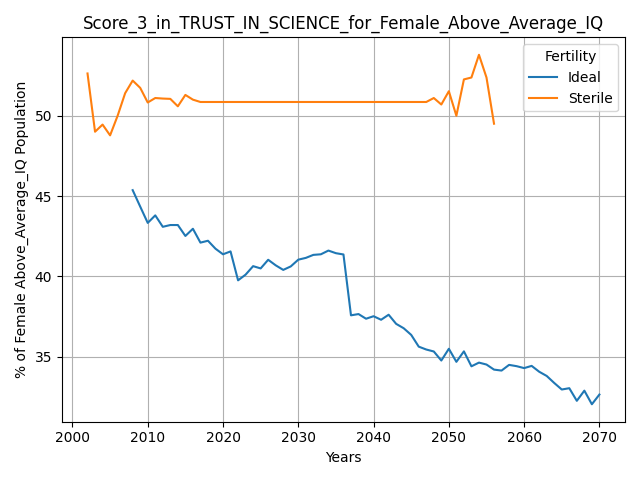 Score_3_in_TRUST_IN_SCIENCE_for_Female_Above_Average_IQ
% of Female Above_Average_IQ Population
50
45
40
35
Fertility
Ideal
Sterile
2000 2010 2020 2030 2040 2050 2060 2070
Years